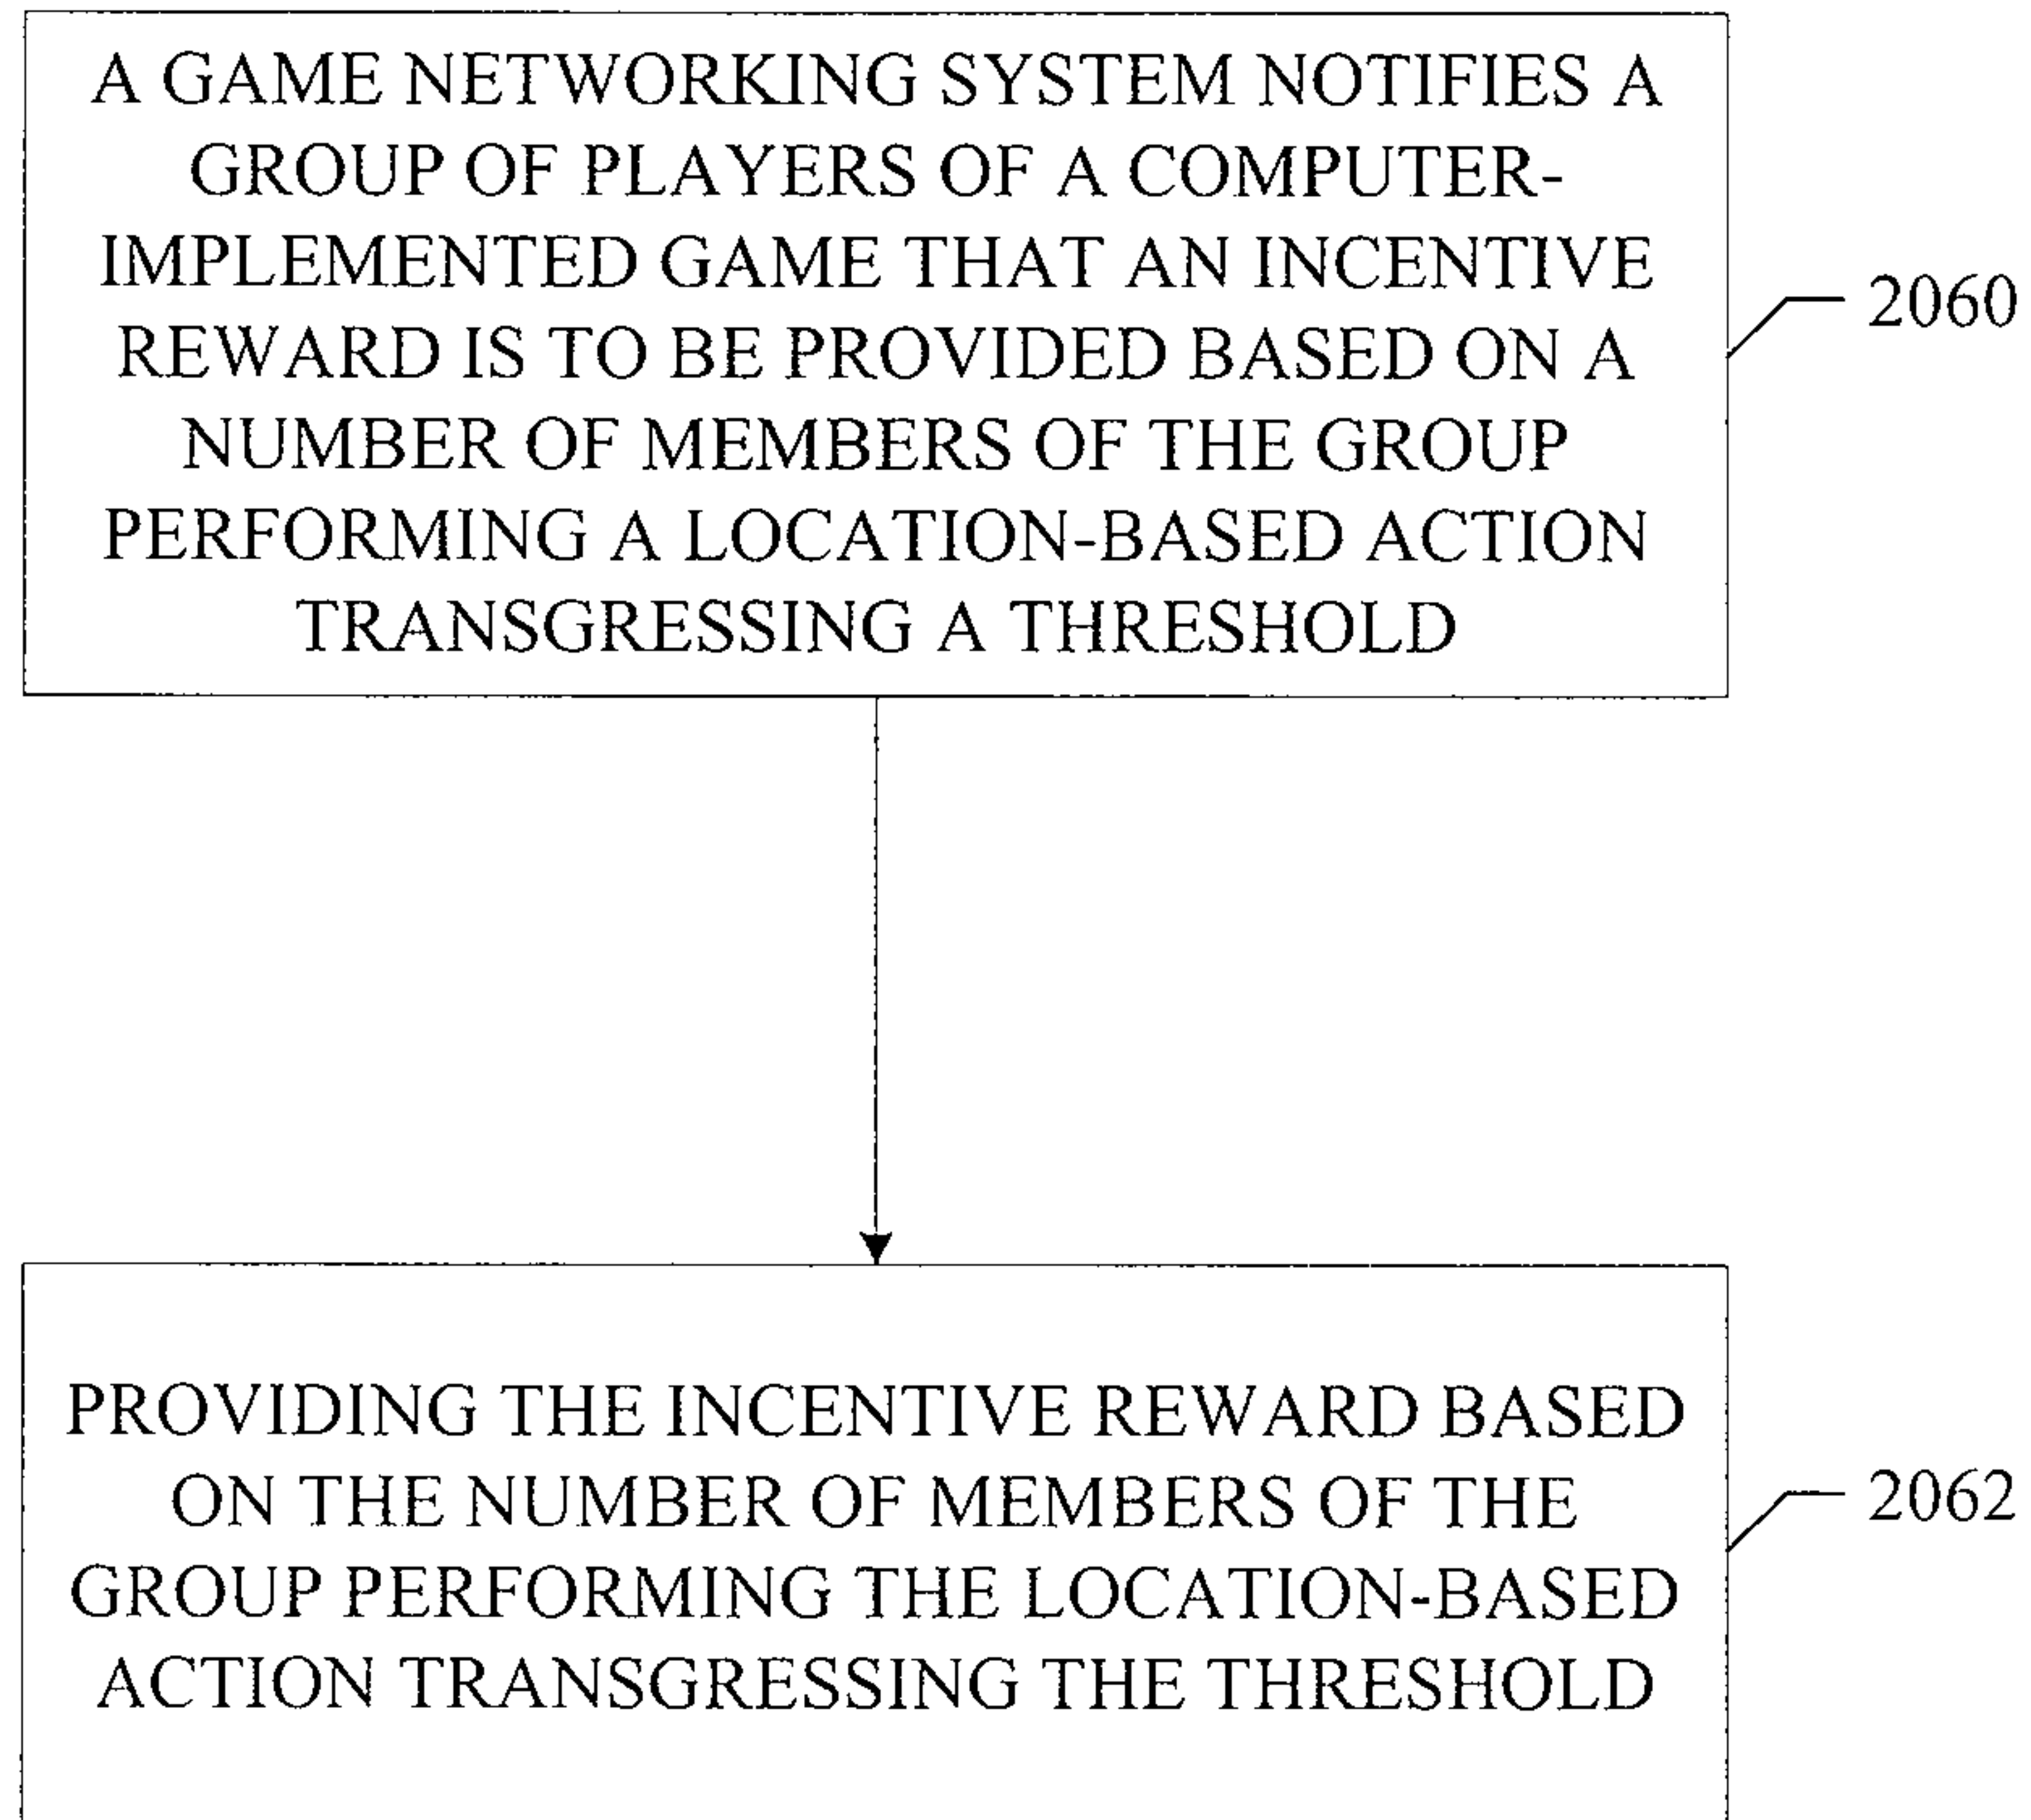 A GAME NETWORKING SYSTEM NOTIFIES A
GROUP OF PLAYERS OF A COMPUTER-
IMPLEMENTED GAME THAT AN INCENTIVE
REWARD IS TO BE PROVIDED BASED ON A
NUMBER OF MEMBERS OF THE GROUP
PERFORMING A LOCATION-BASED ACTION
TRANSGRESSING A THRESHOLD
2060
PROVIDING THE INCENTIVE REWARD BASED
ON THE NUMBER OF MEMBERS OF THE
GROUP PERFORMING THE LOCATION-BASED
ACTION TRANSGRESSING THE THRESHOLD
2062